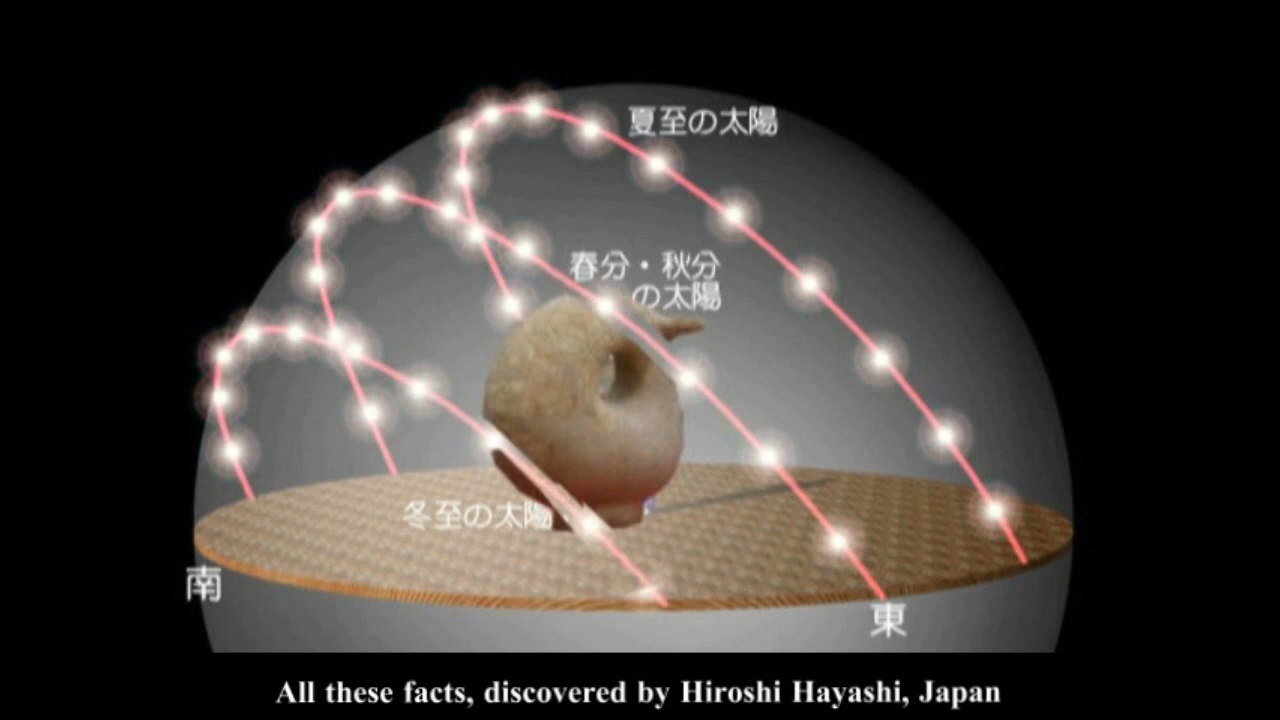 夏至の太陽
春分・秋分
の太陽
冬至の太陽
南
東
All these facts, discovered by Hiroshi Hayashi, Japan